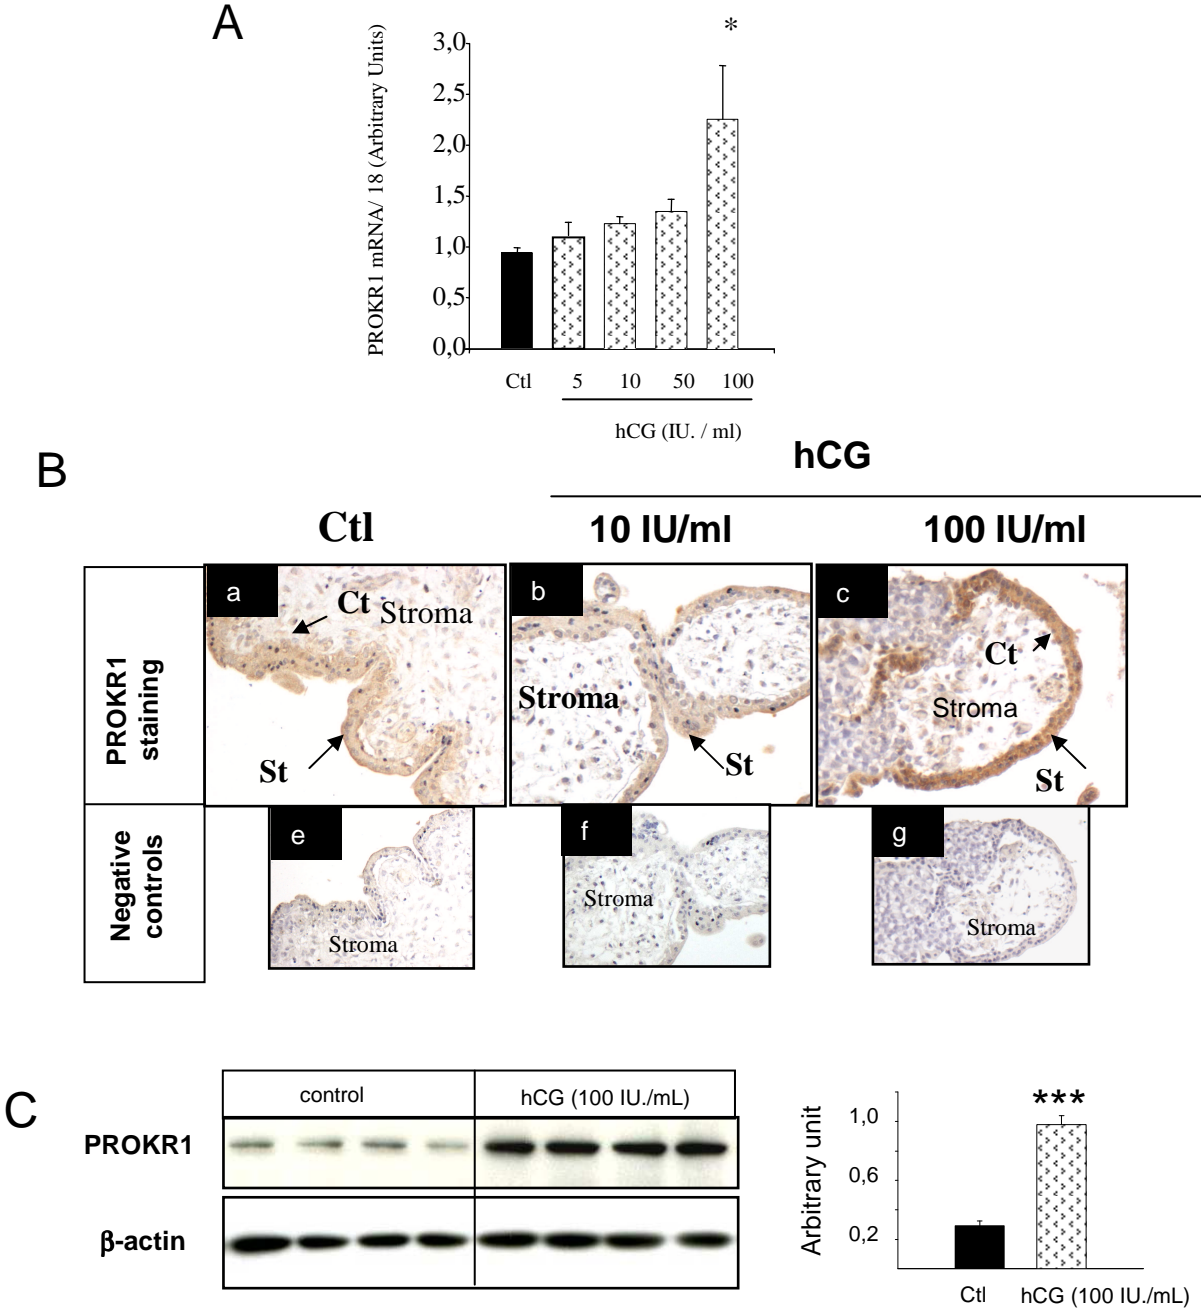 A
*
PROKR1 mRNA/ 18 (Arbitrary Units)
3,0
2,5
2,0
1,5
1,0
0,5
0,0
Ctl 5 10 50 100
hCG (IU. / ml)
B
hCG
Ctl 10 IU/ml 100 IU/ml
PROKR1
staining
a
Ct Stroma
St
b
Stroma
St
c
Ct
Stroma
St
Negative
controls
e
Stroma
f
Stroma
g
Stroma
C
control hCG (100 IU./mL)
PROKR1
β-actin
Arbitrary unit
***
1,0
0,6
0,2
Ctl hCG (100 IU./mL)